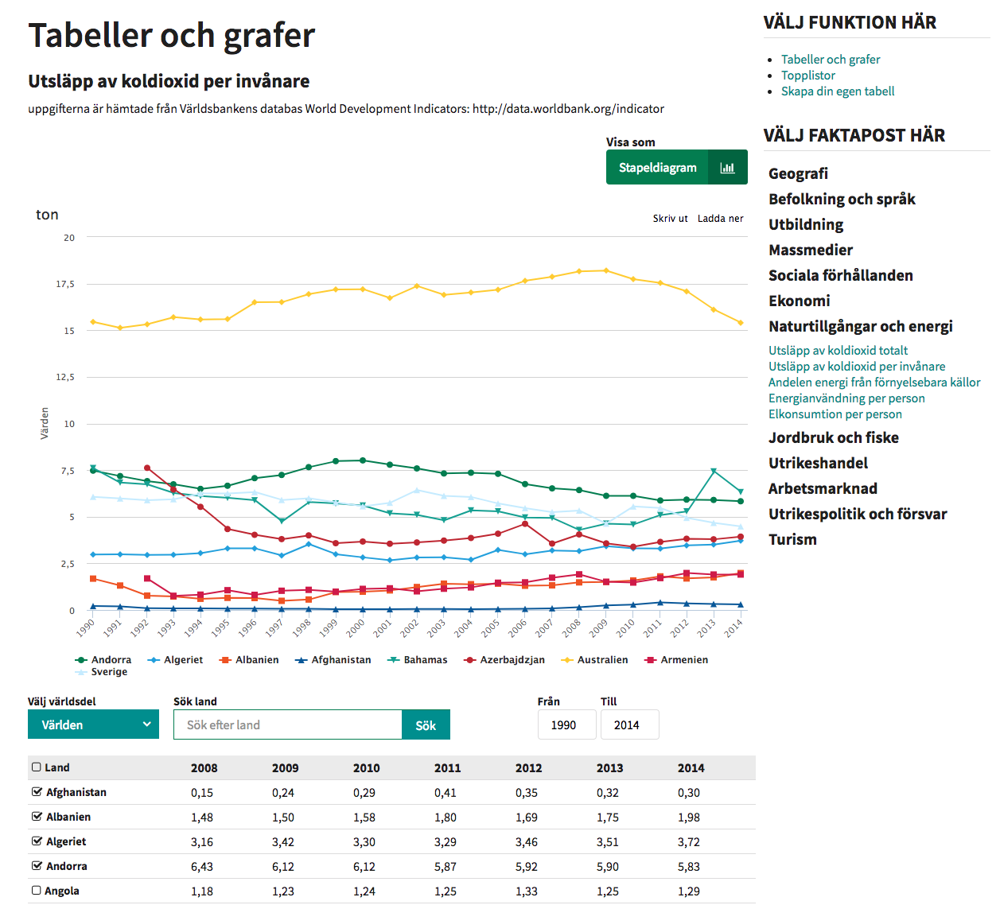 Tabeller och grafer
Utsläpp av koldioxid per invånare
uppgifterna är hämtade från Världsbankens databas World Development Indicators: http://data.worldbank.org/indicator
Visa som
Stapeldiagram
ton
Skriv ut Ladda ner
20
17,5
15
12,5
10
7,5
5
2,5
0
Värden
1990 1991 1992 1993 1994 1995 1996 1997 1998 1999 2000 2001 2002 2003 2004 2005 2006 2007 2008 2009 2010 2011 2012 2013 2014
Andorra Algeriet Albanien Afghanistan Bahamas Azerbajdzjan Australien Armenien
Sverige
Välj världsdel Sök land Från Till
Världen Sök efter land Sök 1990 2014
Land 2008 2009 2010 2011 2012 2013 2014
Afghanistan 0,15 0,24 0,29 0,41 0,35 0,32 0,30
Albanien 1,48 1,50 1,58 1,80 1,69 1,75 1,98
Algeriet 3,16 3,42 3,30 3,29 3,46 3,51 3,72
Andorra 6,43 6,12 6,12 5,87 5,92 5,90 5,83
Angola 1,18 1,23 1,24 1,25 1,33 1,25 1,29
VÄLJ FUNKTION HÄR
Tabeller och grafer
Topplistor
Skapa din egen tabell
VÄLJ FAKTAPOST HÄR
Geografi
Befolkning och språk
Utbildning
Massmedier
Sociala förhållanden
Ekonomi
Naturtillgångar och energi
Utsläpp av koldioxid totalt
Utsläpp av koldioxid per invånare
Andelen energi från förnyelsebara källor
Energianvändning per person
Elkonsumtion per person
Jordbruk och fiske
Utrikeshandel
Arbetsmarknad
Utrikespolitik och försvar
Turism